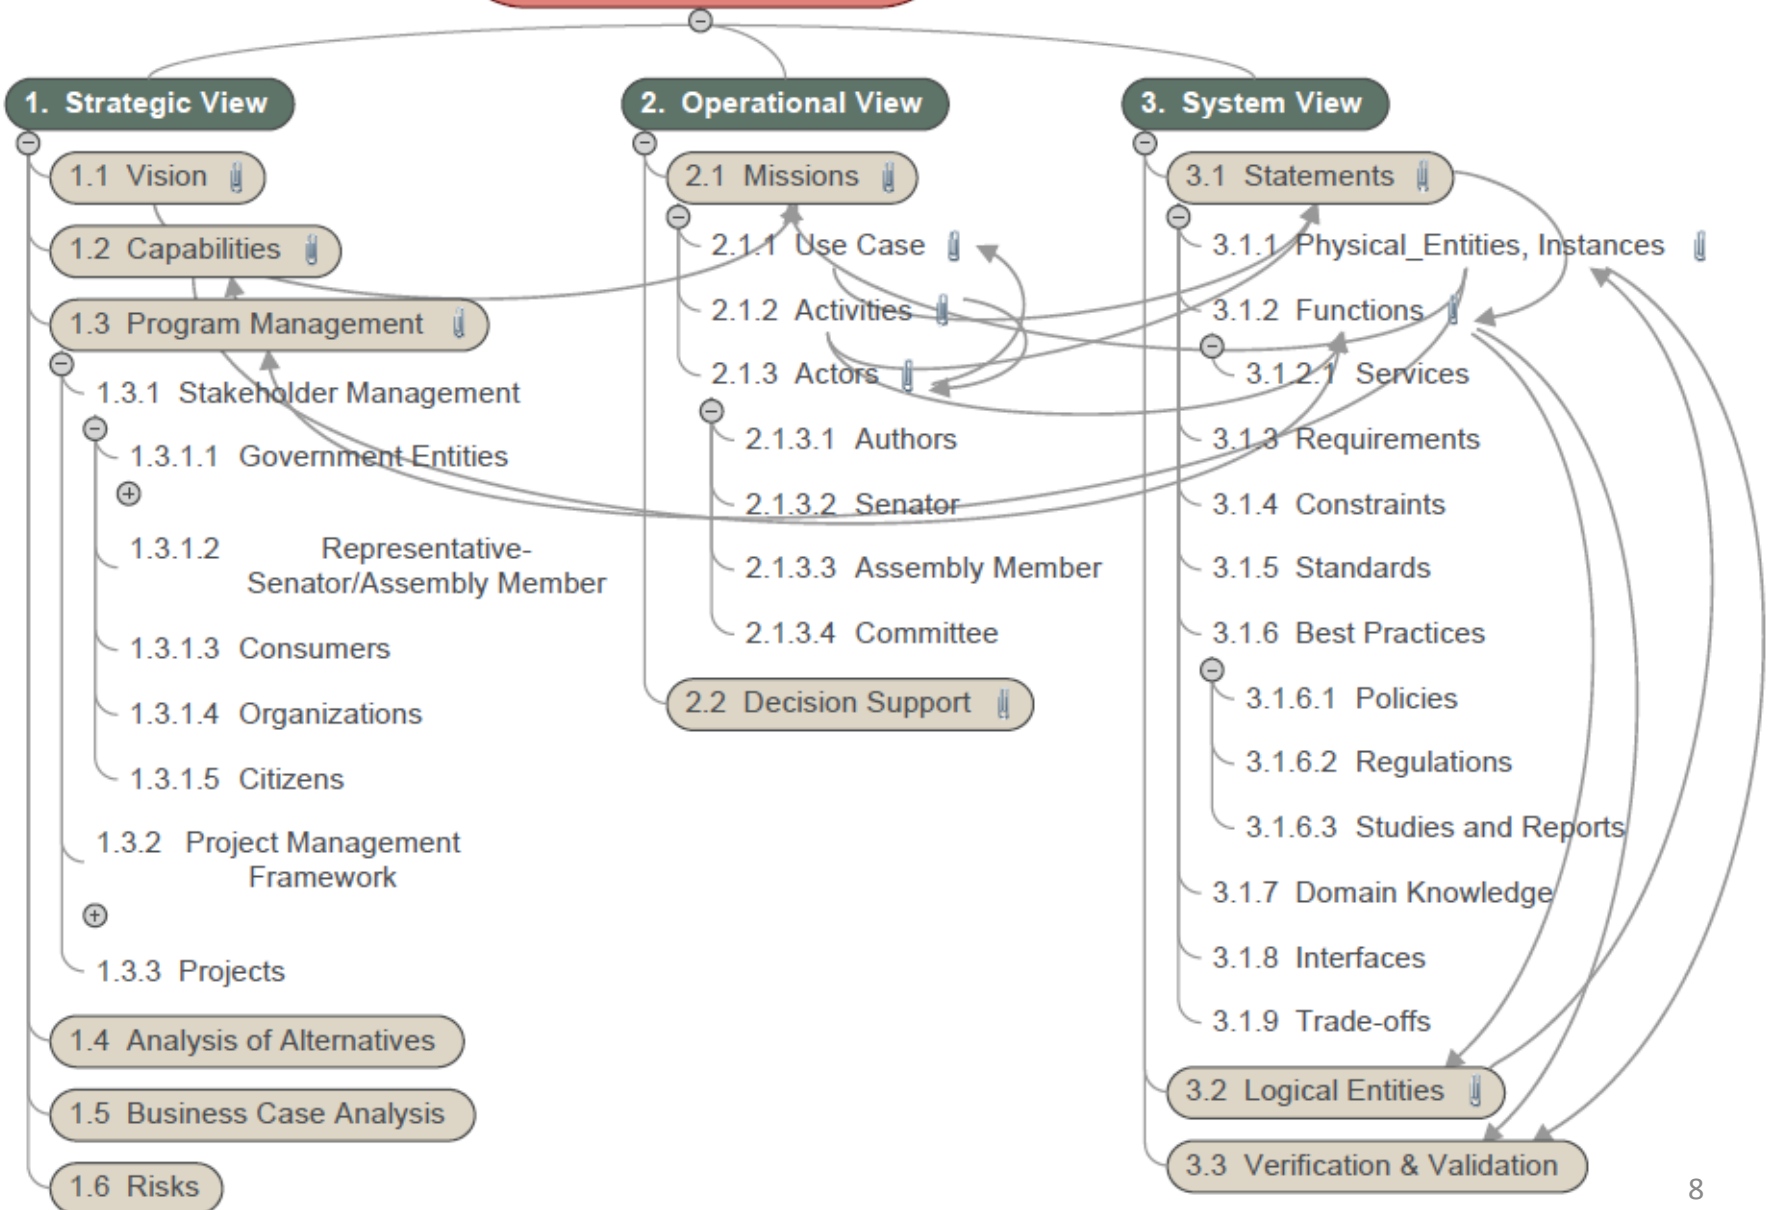 1. Strategic View
1.1 Vision
1.2 Capabilities
1.3 Program Management
1.3.1 Stakeholder Management
1.3.1.1 Government Entities
1.3.1.2 Representative-
Senator/Assembly Member
1.3.1.3 Consumers
1.3.1.4 Organizations
1.3.1.5 Citizens
1.3.2 Project Management
Framework
1.3.3 Projects
1.4 Analysis of Alternatives
1.5 Business Case Analysis
1.6 Risks
2. Operational View
2.1 Missions
2.1.1 Use Case
2.1.2 Activities
2.1.3 Actors
2.1.3.1 Authors
2.1.3.2 Senator
2.1.3.3 Assembly Member
2.1.3.4 Committee
2.2 Decision Support
3. System View
3.1 Statements
3.1.1 Physical_Entities, Instances
3.1.2 Functions
3.1.2.1 Services
3.1.3 Requirements
3.1.4 Constraints
3.1.5 Standards
3.1.6 Best Practices
3.1.6.1 Policies
3.1.6.2 Regulations
3.1.6.3 Studies and Reports
3.1.7 Domain Knowledge
3.1.8 Interfaces
3.1.9 Trade-offs
3.2 Logical Entities
3.3 Verification & Validation
8